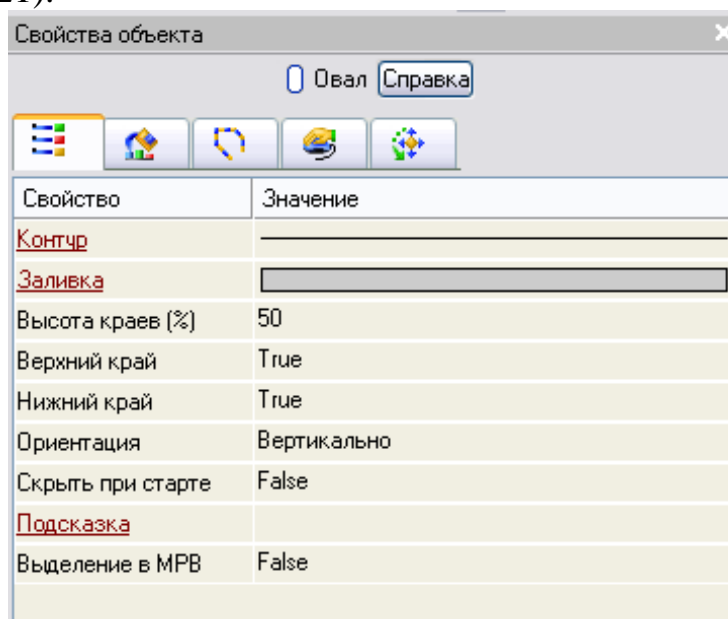 21).
Свойства объекта
Овал Справка
Свойство Значение
Контур
Заливка
Высота краев (%) 50
Верхний край True
Нижний край True
Ориентация Вертикально
Скрыть при старте False
Подсказка
Выделение в МРВ False